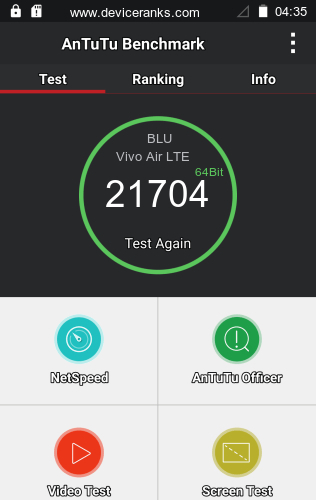 www.deviceranks.com 04:35
AnTuTu Benchmark
Test Ranking Info
BLU
Vivo Air LTE
64Bit
21704
Test Again
NetSpeed AnTuTu Officer
Video Test Screen Test